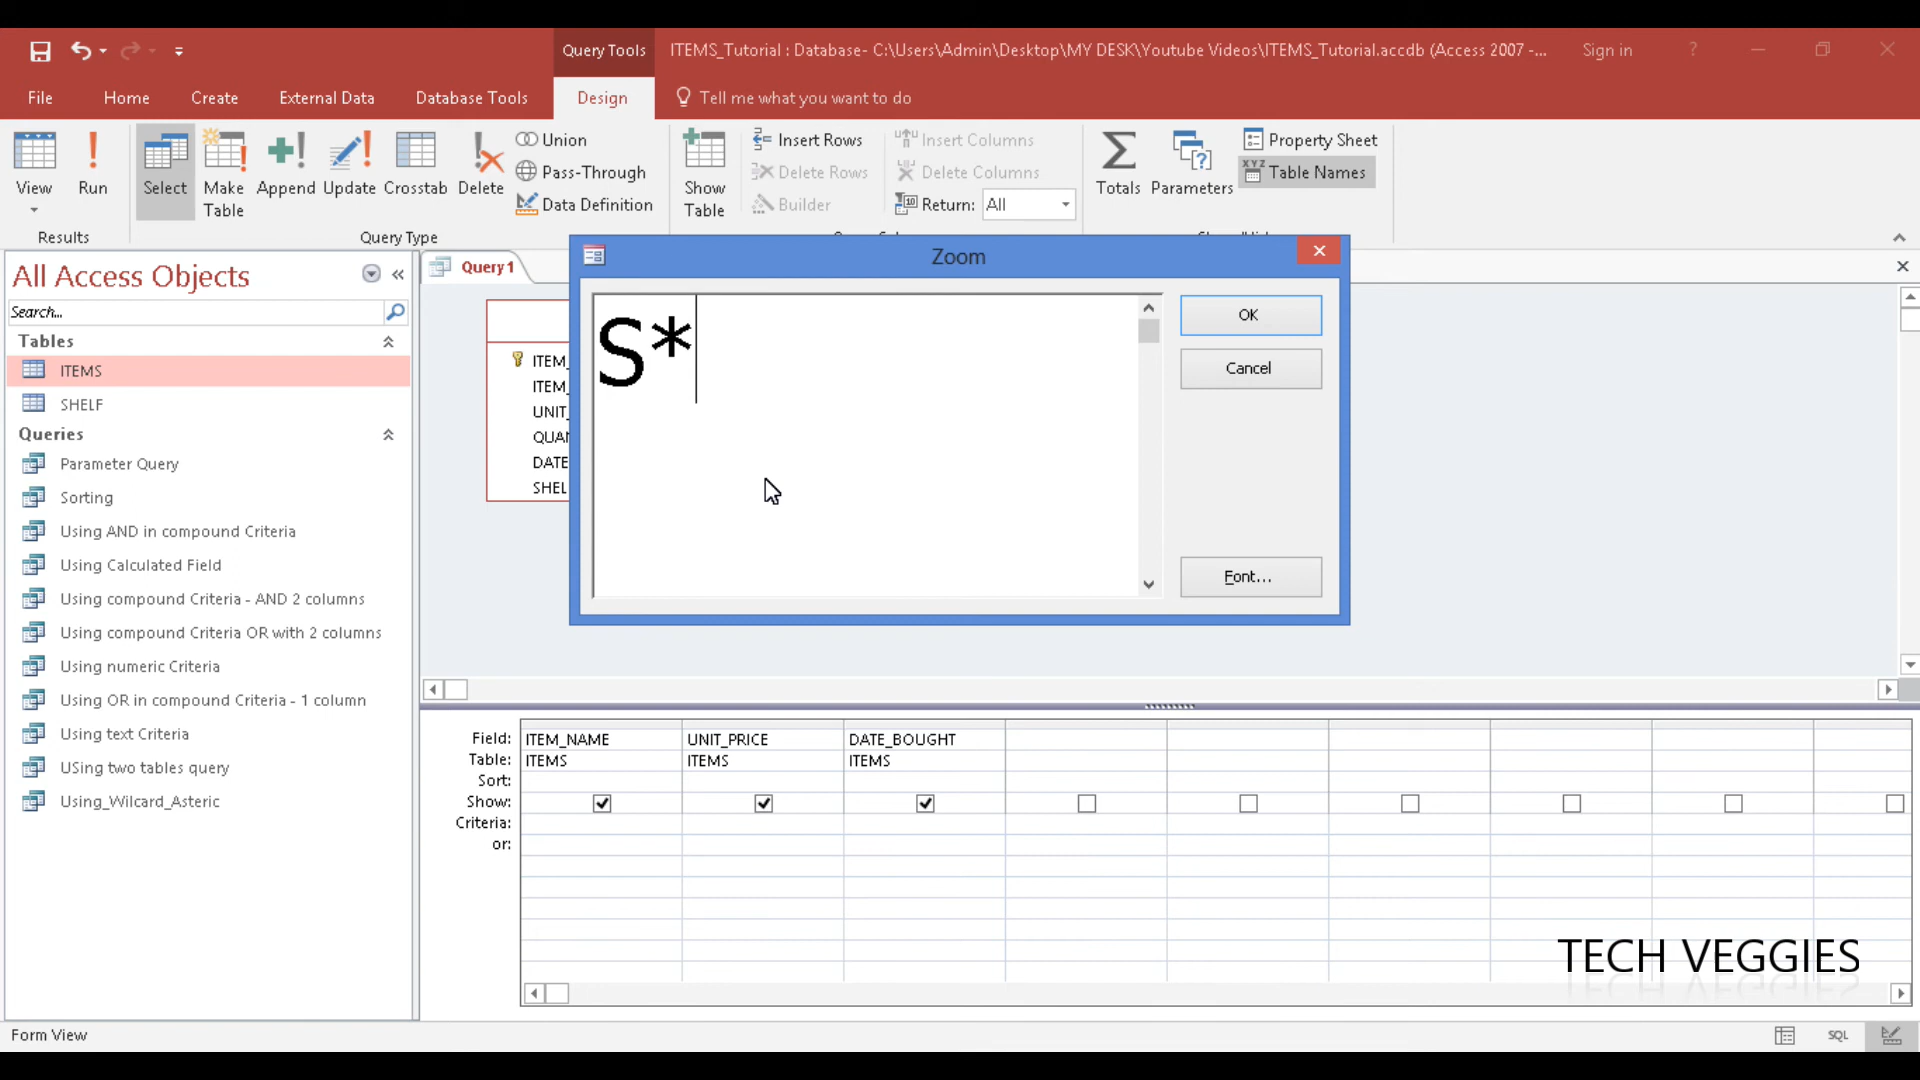 Query Tools
ITEMS_Tutorial : Database- C:\Users\Admin\Desktop\MY DESK\Youtube Videos\ITEMS_Tutorial.accdb (Access 2007 -...
Sign in
?
File
Home
Create
External Data
Database Tools
Design
Tell me what you want to do
View
Run
Select
Make Table
Append
Update
Crosstab
Delete
Union
Pass-Through
Data Definition
Show Table
Insert Rows
Delete Rows
Builder
Insert Columns
Delete Columns
Return: All
Totals
Parameters
Property Sheet
Table Names
Results
Query Type
All Access Objects
Search...
Tables
ITEMS
SHELF
Queries
Parameter Query
Sorting
Using AND in compound Criteria
Using Calculated Field
Using compound Criteria - AND 2 columns
Using compound Criteria OR with 2 columns
Using numeric Criteria
Using OR in compound Criteria - 1 column
Using text Criteria
USing two tables query
Using_Wilcard_Asteric
Query1
ITEM_
ITEM_
UNIT_
QUAN
DATE
SHEL
Zoom
S*
OK
Cancel
Font...
Field: ITEM_NAME UNIT_PRICE DATE_BOUGHT
Table: ITEMS ITEMS ITEMS
Sort:
Show:
Criteria:
or:
TECH VEGGIES
Form View
SQL